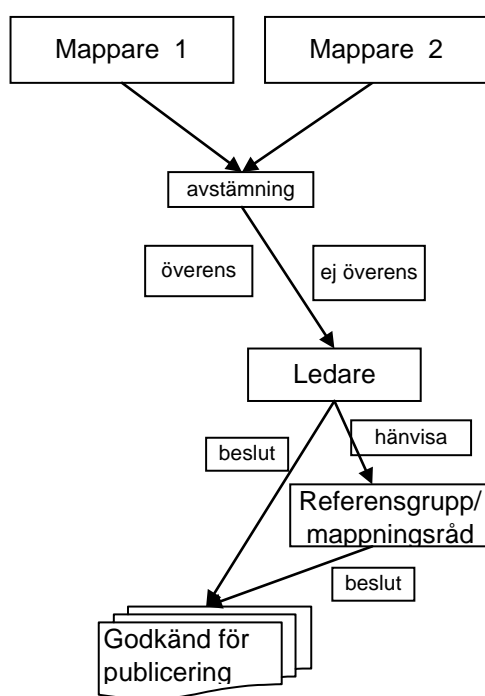 Mappare 1
Mappare 2
avstämning
överens
ej överens
Ledare
beslut
hänvisa
Referensgrupp/
mappningsråd
beslut
Godkänd för
publicering